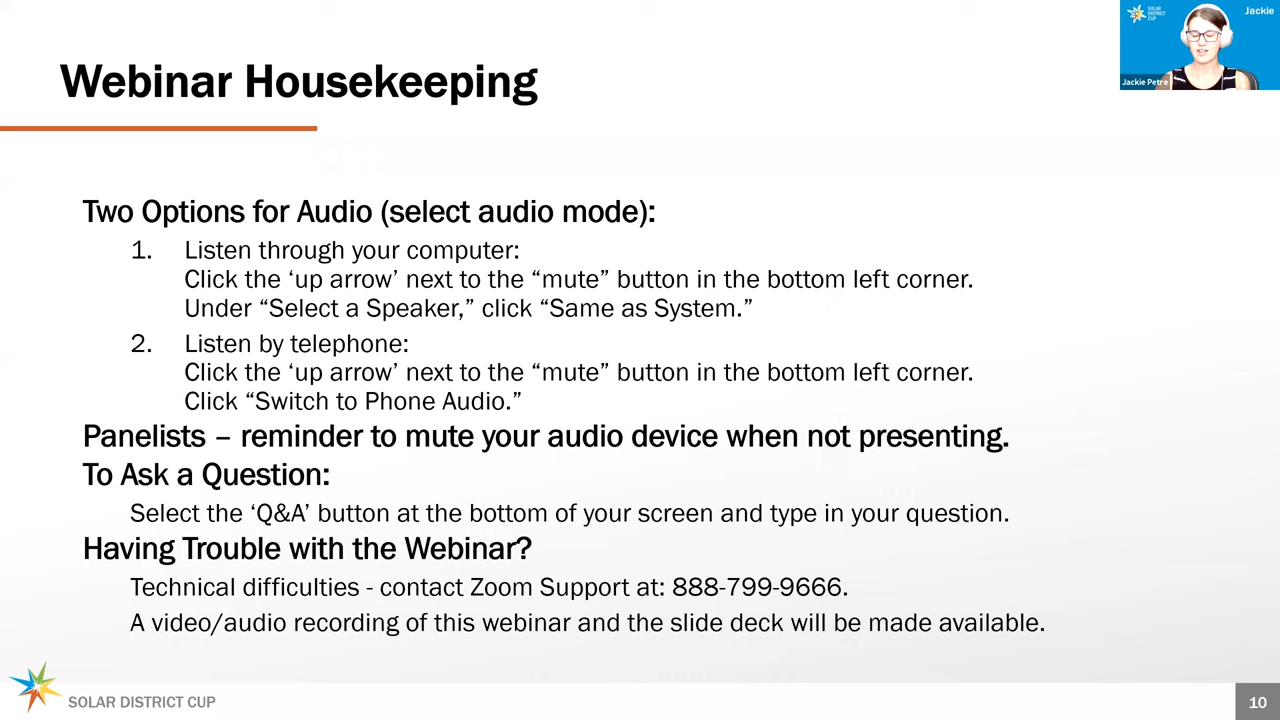 SOLAR
DISTRICT
CUP
Jackie
Jackie Petre
Webinar Housekeeping
Two Options for Audio (select audio mode):
1. Listen through your computer:
Click the ‘up arrow’ next to the “mute” button in the bottom left corner.
Under “Select a Speaker,” click “Same as System.”
2. Listen by telephone:
Click the ‘up arrow’ next to the “mute” button in the bottom left corner.
Click “Switch to Phone Audio.”
Panelists – reminder to mute your audio device when not presenting.
To Ask a Question:
Select the ‘Q&A’ button at the bottom of your screen and type in your question.
Having Trouble with the Webinar?
Technical difficulties - contact Zoom Support at: 888-799-9666.
A video/audio recording of this webinar and the slide deck will be made available.
SOLAR DISTRICT CUP
10